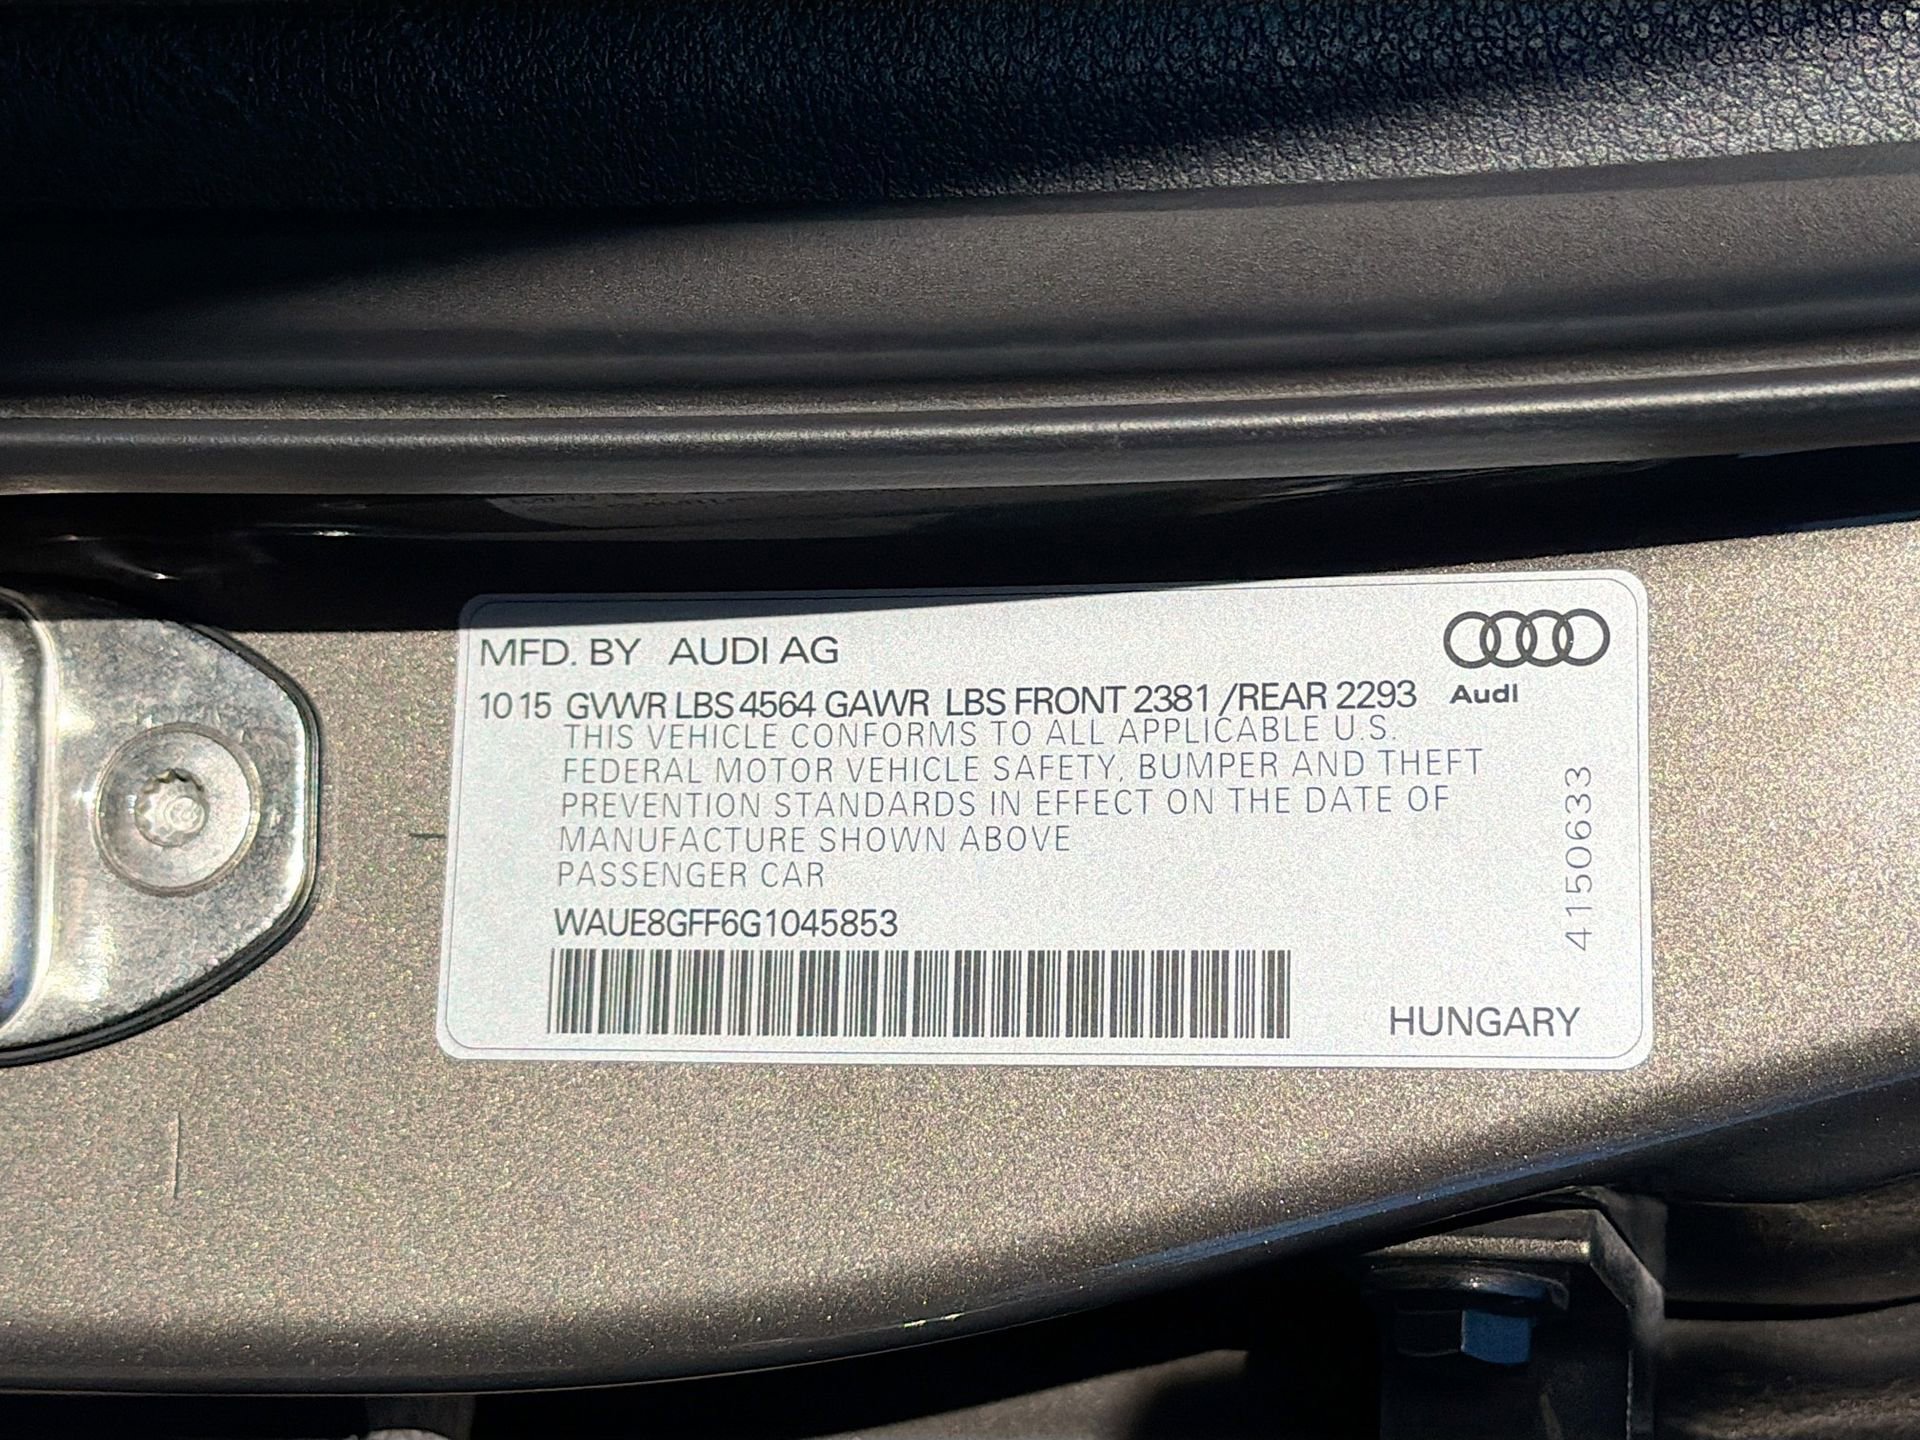 MFD. BY AUDI AG
10 15 GVWR LBS 4564 GAWR LBS FRONT 2381 /REAR 2293
Audi
THIS VEHICLE CONFORMS TO ALL APPLICABLE U.S.
FEDERAL MOTOR VEHICLE SAFETY, BUMPER AND THEFT
PREVENTION STANDARDS IN EFFECT ON THE DATE OF
MANUFACTURE SHOWN ABOVE
PASSENGER CAR
WAUE8GFF6G1045853
4150633
HUNGARY